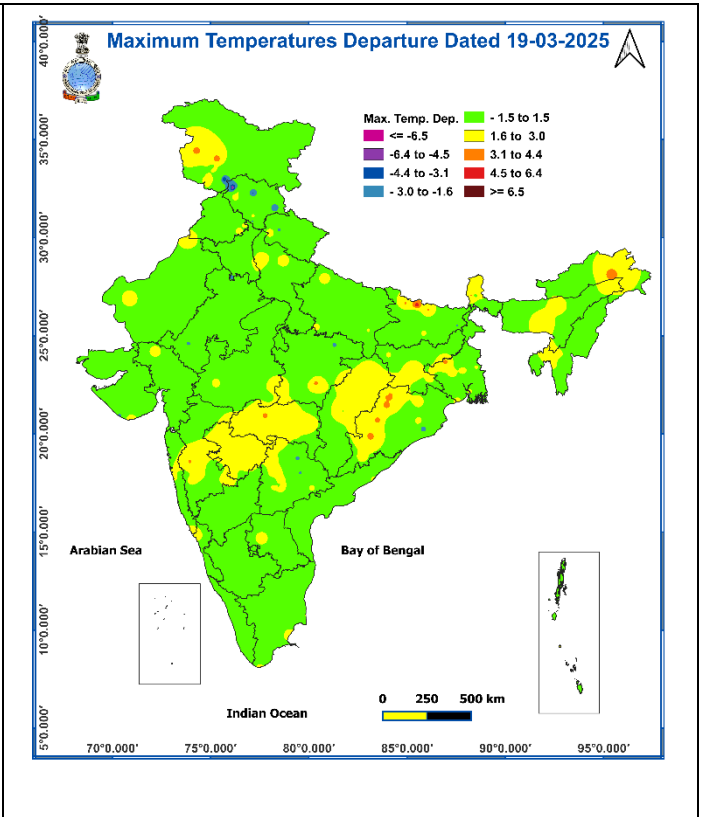 Maximum Temperatures Departure Dated 19-03-2025
Max. Temp. Dep.
<= -6.5
-6.4 to -4.5
-4.4 to -3.1
- 3.0 to -1.6
- 1.5 to 1.5
1.6 to 3.0
3.1 to 4.4
4.5 to 6.4
>= 6.5
40°0.000'
35°0.000'
30°0.000'
25°0.000'
20°0.000'
15°0.000'
10°0.000'
5°0.000'
Arabian Sea
Bay of Bengal
Indian Ocean
0 250 500 km
70°0.000' 75°0.000' 80°0.000' 85°0.000' 90°0.000' 95°0.000'